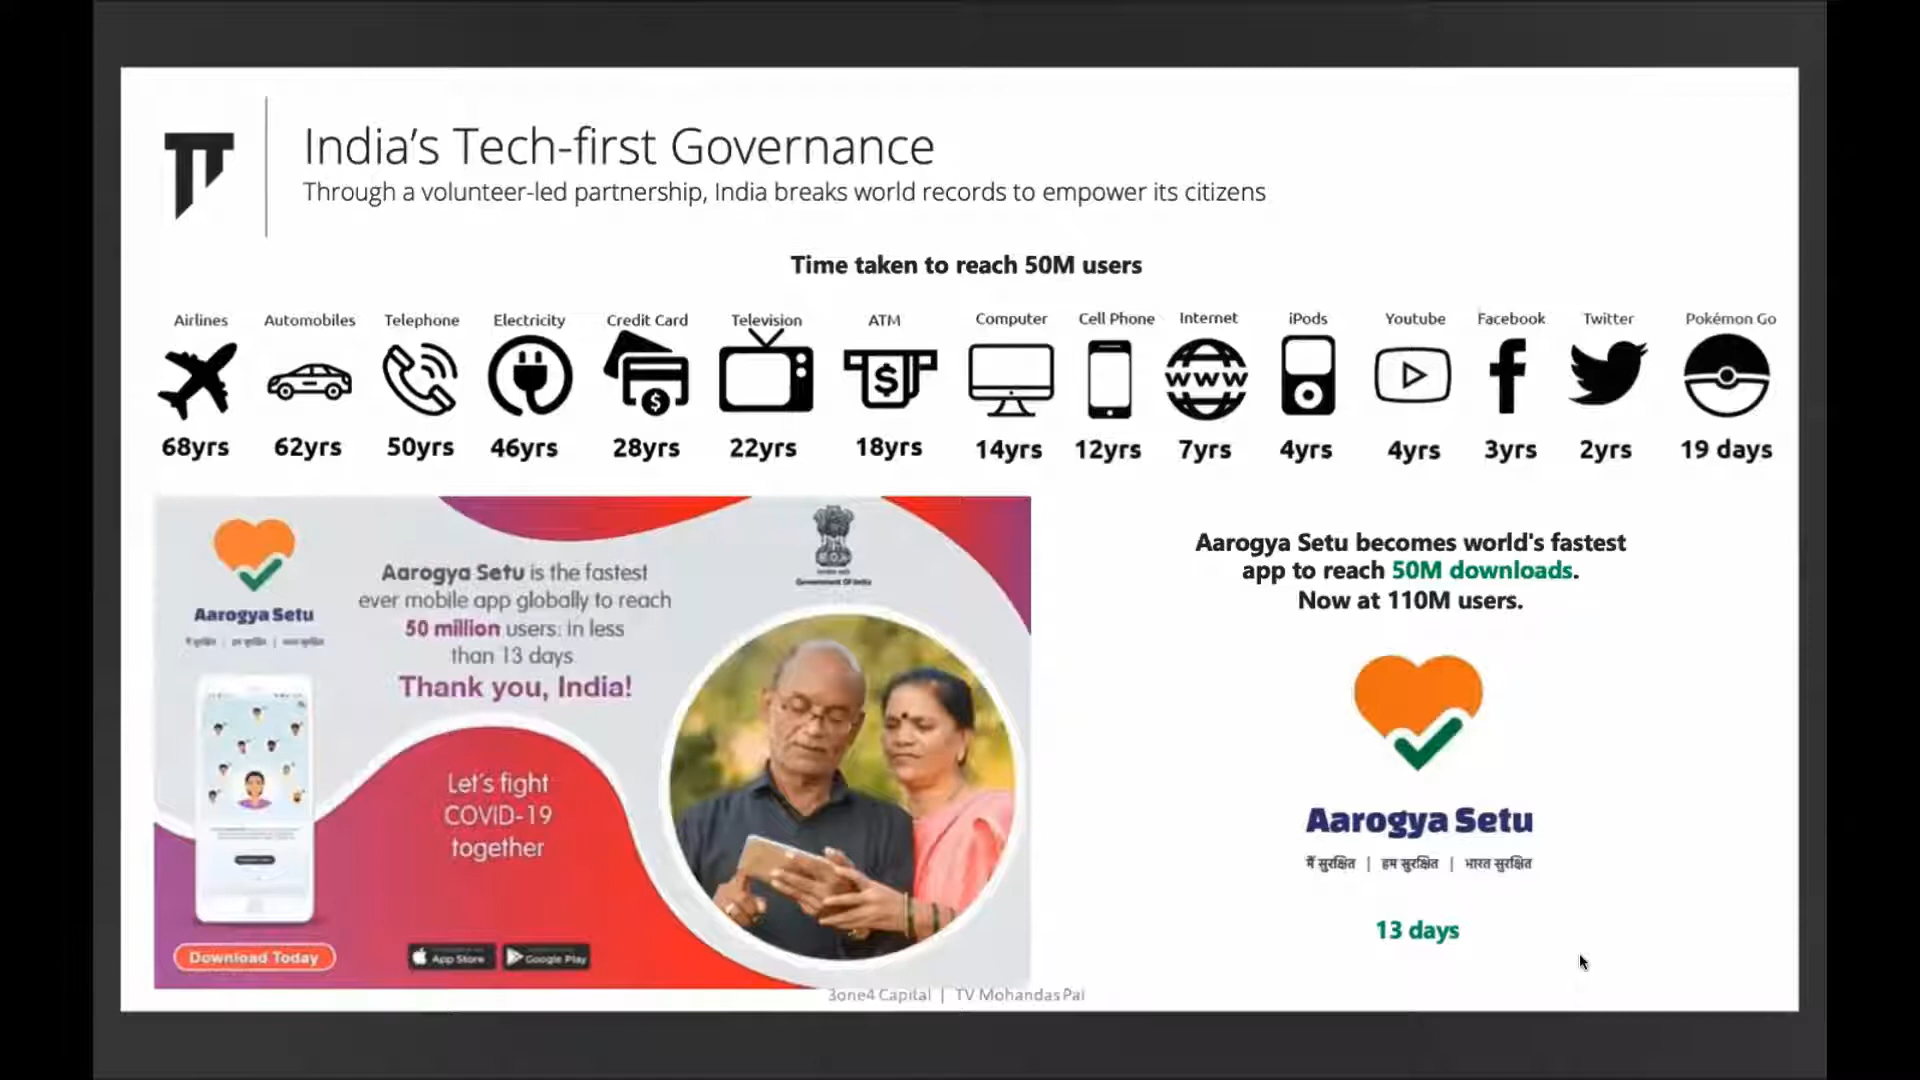 India's Tech-first Governance
Through a volunteer-led partnership, India breaks world records to empower its citizens
Time taken to reach 50M users
Airlines Automobiles Telephone Electricity Credit Card Television ATM Computer Cell Phone Internet iPods Youtube Facebook Twitter Pokémon Go
www
68yrs 62yrs 50yrs 46yrs 28yrs 22yrs 18yrs 14yrs 12yrs 7yrs 4yrs 4yrs 3yrs 2yrs 19 days
Aarogya Setu
Aarogya Setu is the fastest
ever mobile app globally to reach
50 million users: in less
than 13 days
Thank you, India!
Government Of India
Let's fight
COVID-19
together
Download Today
App Store
Google Play
Aarogya Setu becomes world's fastest
app to reach 50M downloads.
Now at 110M users.
Aarogya Setu
मैं सुरक्षित | हम सुरक्षित | भारत सुरक्षित
13 days
3one4 Capital | TV Mohandas Pai